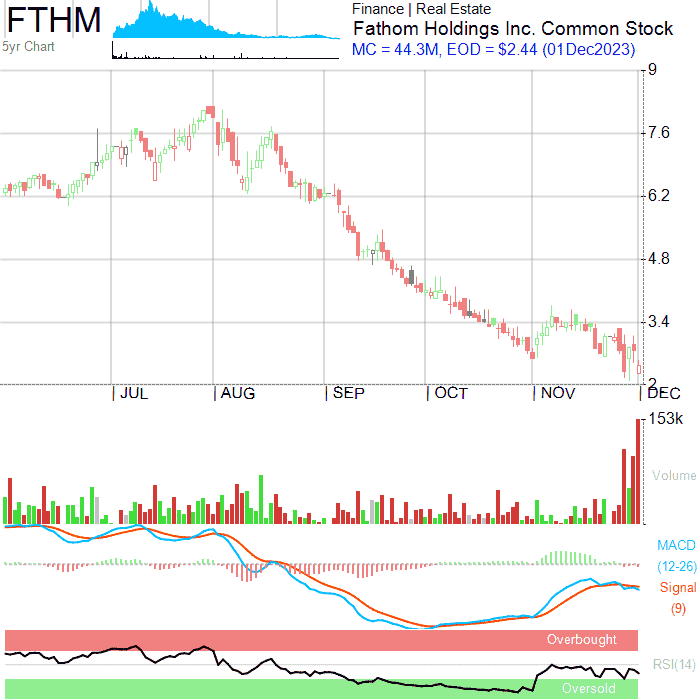 FTHM
5yr Chart
Finance | Real Estate
Fathom Holdings Inc. Common Stock
MC = 44.3M, EOD = $2.44 (01Dec2023)
9
7.6
6.2
4.8
3.4
2
JUL AUG SEP OCT NOV DEC
153k
Volume
MACD
(12-26)
Signal
(9)
Overbought
RSI(14)
Oversold